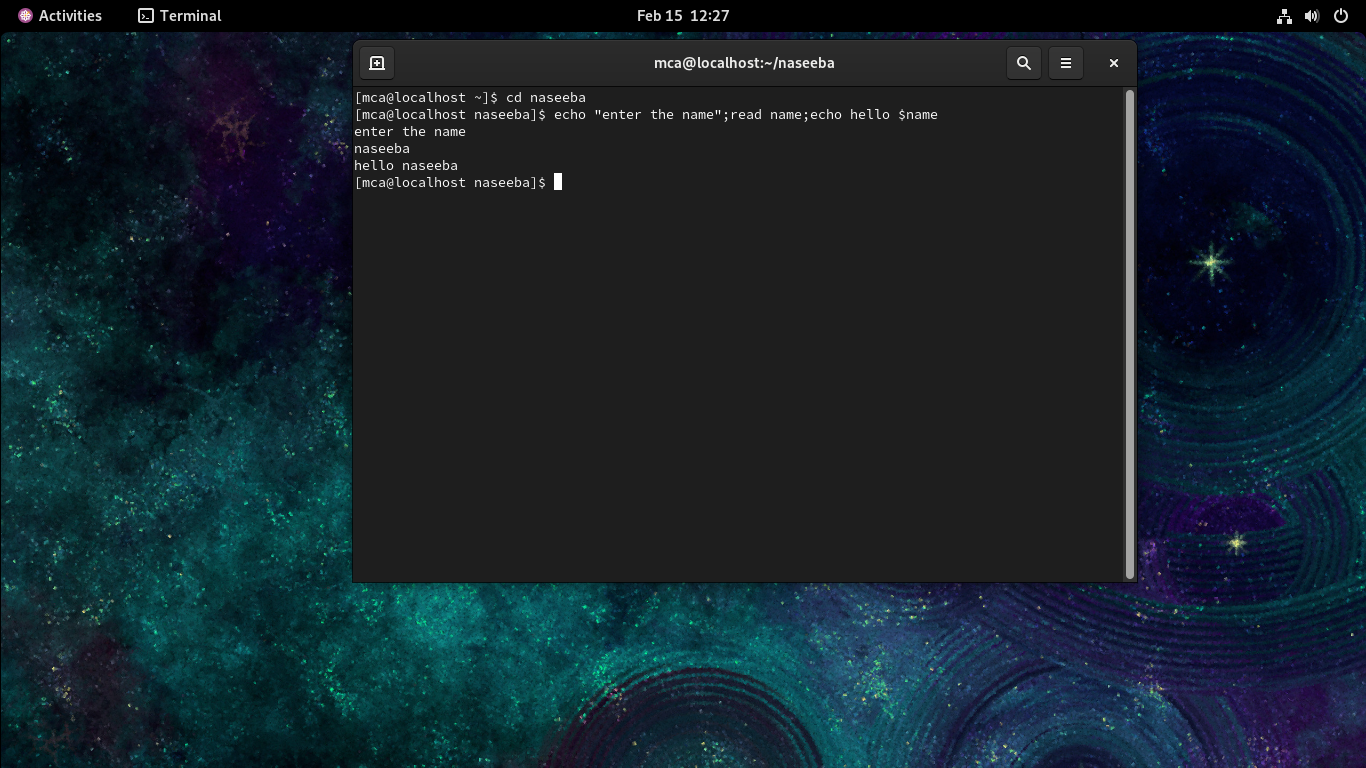 Activities Terminal Feb 15 12:27
mca@localhost:~/naseeba
[mca@localhost ~]$ cd naseeba
[mca@localhost naseeba]$ echo "enter the name";read name;echo hello $name
enter the name
naseeba
hello naseeba
[mca@localhost naseeba]$